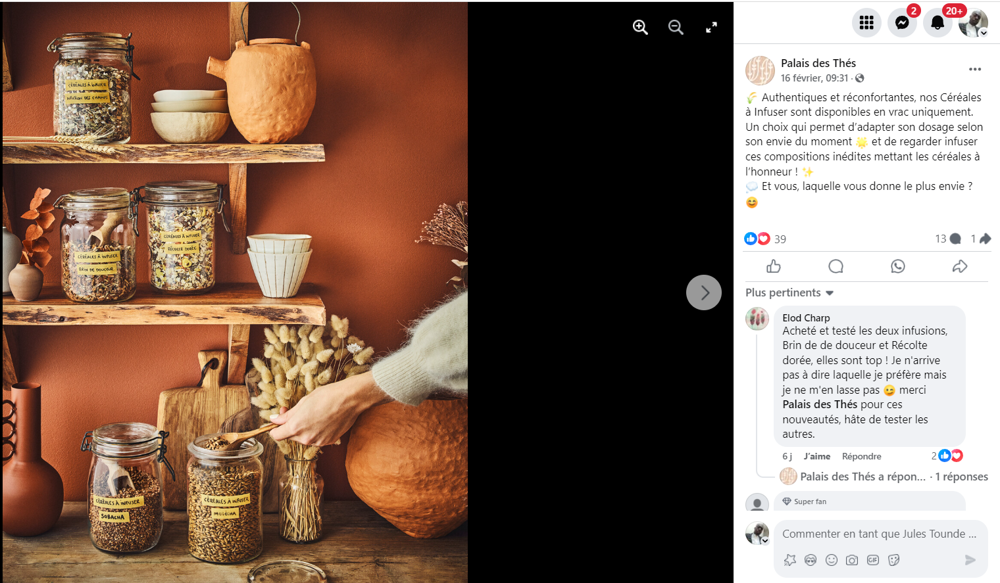 CÉRÉALES À INFUSER
INFUSION DES CHAMPS
CÉRÉALES À INFUSER
RÉCOLTE DORÉE
CÉRÉALES À INFUSER
BRIN DE DOUCEUR
CÉRÉALES À INFUSER
SOBACHA
CÉRÉALES À INFUSER
MUGICHA
2
20+
Palais des Thés
16 février, 09:31 ·
Authentiques et réconfortantes, nos Céréales
à Infuser sont disponibles en vrac uniquement.
Un choix qui permet d’adapter son dosage selon
son envie du moment 🌟 et de regarder infuser
ces compositions inédites mettant les céréales à
l’honneur ! ✨
Et vous, laquelle vous donne le plus envie ?
😊
39
13
1
Plus pertinents
Elod Charp
Acheté et testé les deux infusions,
Brin de de douceur et Récolte
dorée, elles sont top ! Je n'arrive
pas à dire laquelle je préfère mais
je ne m'en lasse pas 😉 merci
Palais des Thés pour ces
nouveautés, hâte de tester les
autres.
6 j J’aime Répondre 2
Palais des Thés a répon... · 1 réponses
Super fan
Commenter en tant que Jules Tounde ...
GIF